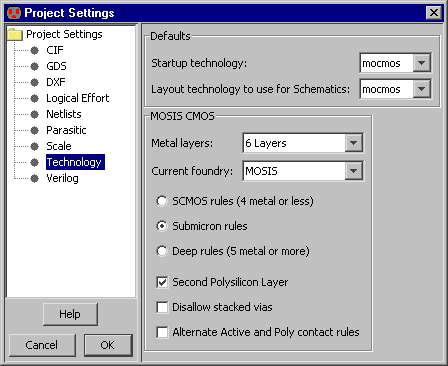 Project Settings
Project Settings
CIF
GDS
DXF
Logical Effort
Netlists
Parasitic
Scale
Technology
Verilog
Help
Cancel
OK
Defaults
Startup technology:
mocmos
Layout technology to use for Schematics:
mocmos
MOSIS CMOS
Metal layers:
6 Layers
Current foundry:
MOSIS
SCMOS rules (4 metal or less)
Submicron rules
Deep rules (5 metal or more)
Second Polysilicon Layer
Disallow stacked vias
Alternate Active and Poly contact rules